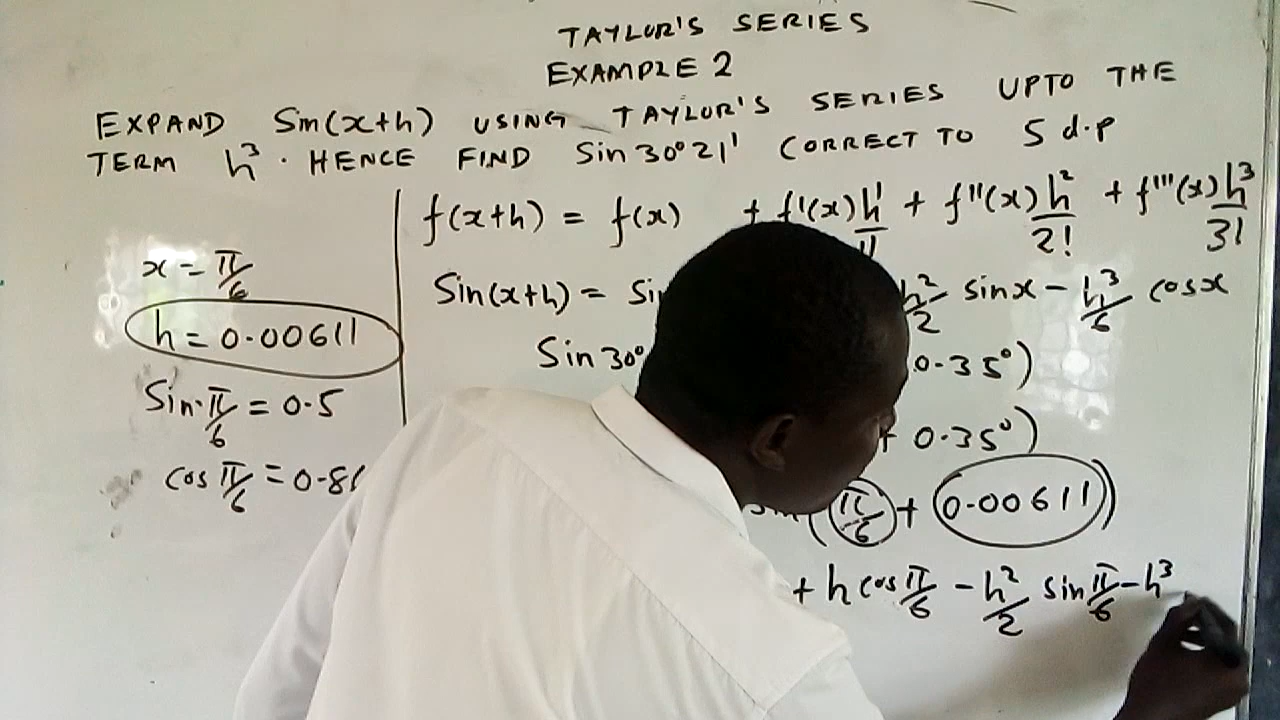 TAYLOR'S SERIES
EXAMPLE 2
EXPAND Sin(x+h) USING TAYLOR'S SERIES UPTO THE
TERM h³. HENCE FIND Sin 30°21' CORRECT TO 5 d.p
f(x+h) = f(x) + f'(x)h¹/1! + f''(x)h²/2! + f'''(x)h³/3!
x = π/6
h = 0.00611
Sin π/6 = 0.5
cos π/6 = 0.86
Sin(x+h) = Sin h²/2 sinx − h³/6 cosx
Sin 30° 0.35°)
+ 0.35°)
sin(π/6 + 0.00611)
+ h cos π/6 − h²/2 sin π/6 − h³